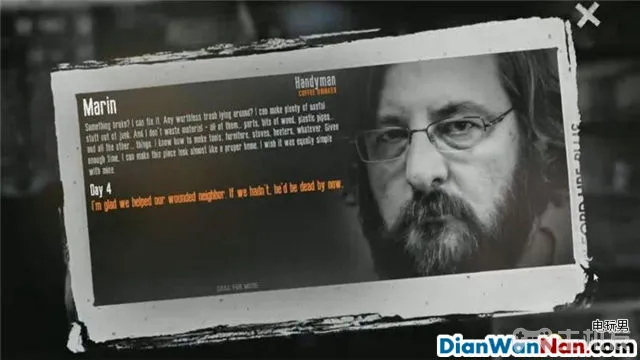 Marin
Handyman
COFFEE DRINKER
Something broke? I can fix it. Any worthless trash lying around? I can make plenty of useful
stuff out of junk. And I don't waste material - all of them... parts, bits of wood, plastic pipes...
and all the other... things. I know how to make tools, furniture, stoves, heaters, whatever. Given
enough time, I can make this place look almost like a proper home. I wish it was equally simple
with more.
Day 4
I'm glad we helped our wounded neighbor. If we hadn't, he'd be dead by now.
电玩男
DianWanNan.com